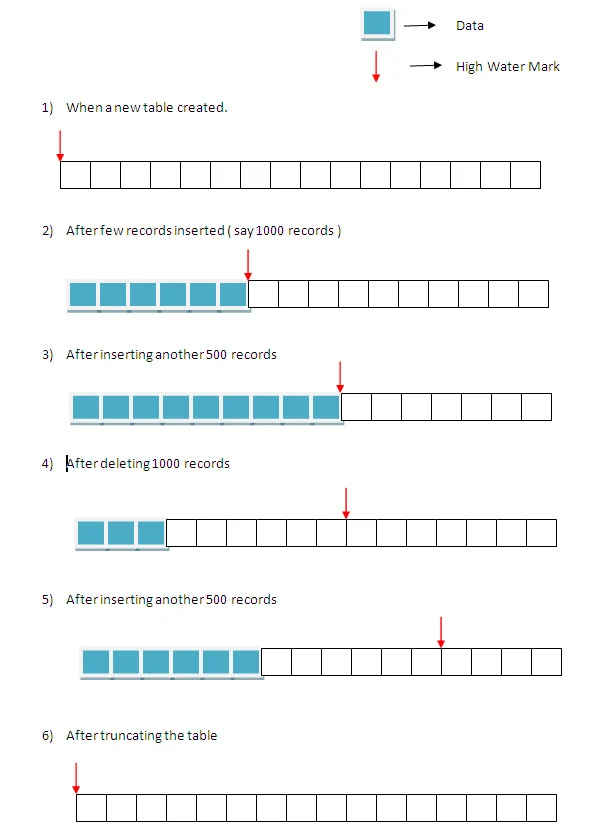 Data
High Water Mark
1) When a new table created.
2) After few records inserted ( say 1000 records )
3) After inserting another 500 records
4) After deleting 1000 records
5) After inserting another 500 records
6) After truncating the table